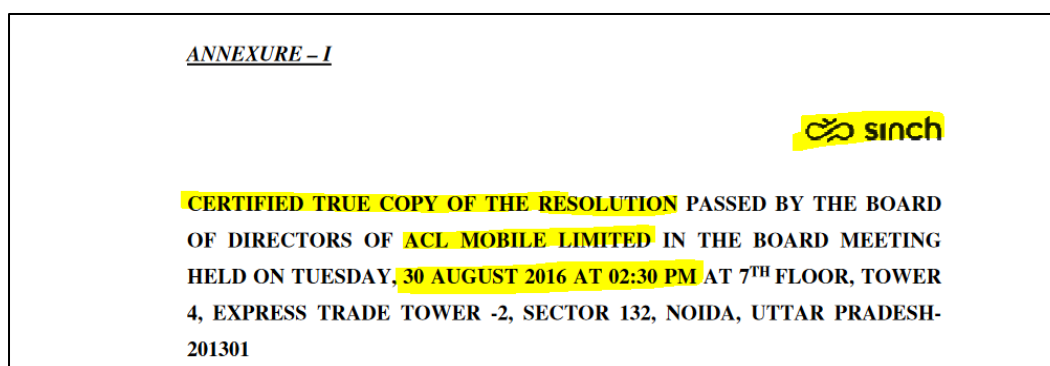 ANNEXURE – I
sinch
CERTIFIED TRUE COPY OF THE RESOLUTION PASSED BY THE BOARD
OF DIRECTORS OF ACL MOBILE LIMITED IN THE BOARD MEETING
HELD ON TUESDAY, 30 AUGUST 2016 AT 02:30 PM AT 7TH FLOOR, TOWER
4, EXPRESS TRADE TOWER -2, SECTOR 132, NOIDA, UTTAR PRADESH-
201301